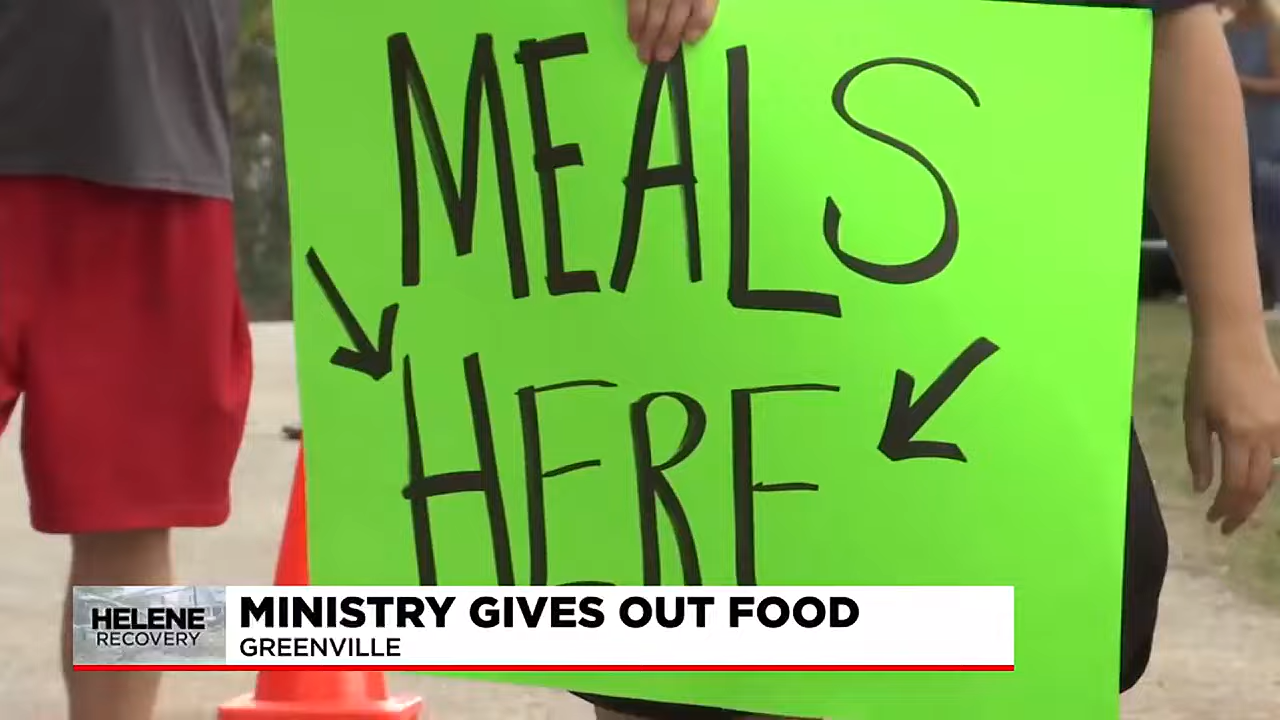 MEALS
HERE
HELENE
RECOVERY
MINISTRY GIVES OUT FOOD
GREENVILLE